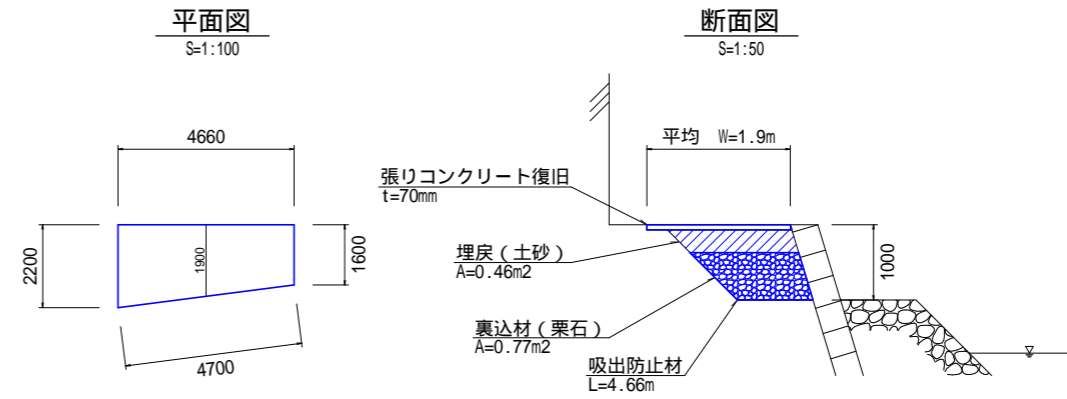 平面図
S=1:100
4660
2200
1900
1600
4700
断面図
S=1:50
平均 W=1.9m
張りコンクリート復旧
t=70mm
埋戻（土砂）
A=0.46m2
裏込材（栗石）
A=0.77m2
吸出防止材
L=4.66m
1000